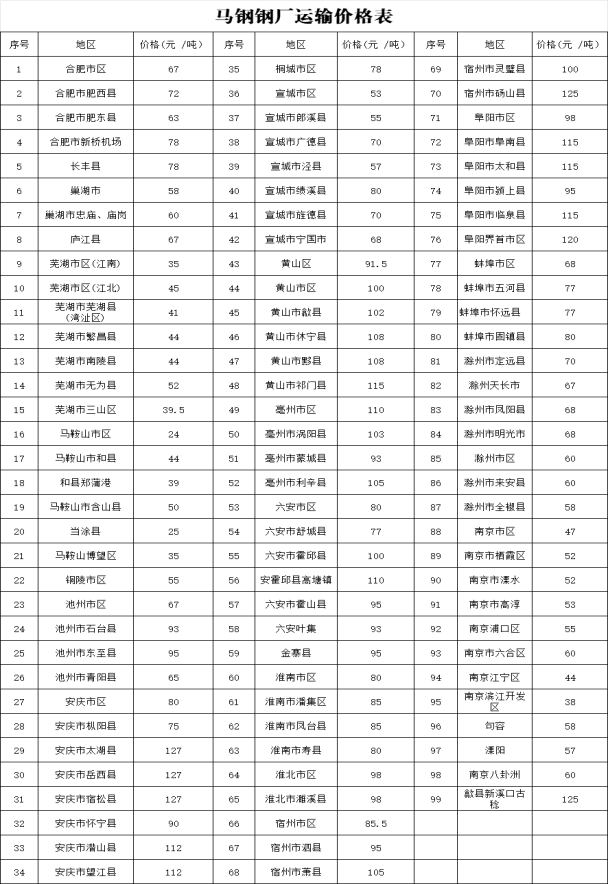 马钢钢厂运输价格表
序号 地区 价格(元 /吨） 序号 地区 价格(元 /吨） 序号 地区 价格(元 /吨）
1 合肥市区 67 35 桐城市区 78 69 宿州市灵璧县 100
2 合肥市肥西县 72 36 宣城市区 53 70 宿州市砀山县 125
3 合肥市肥东县 63 37 宣城市郎溪县 55 71 阜阳市区 98
4 合肥市新桥机场 78 38 宣城市广德县 70 72 阜阳市阜南县 115
5 长丰县 78 39 宣城市泾县 57 73 阜阳市太和县 115
6 巢湖市 58 40 宣城市绩溪县 80 74 阜阳市颍上县 95
7 巢湖市忠庙、庙岗 60 41 宣城市旌德县 70 75 阜阳市临泉县 115
8 庐江县 67 42 宣城市宁国市 68 76 阜阳界首市区 120
9 芜湖市区(江南) 35 43 黄山区 91.5 77 蚌埠市区 68
10 芜湖市区(江北) 45 44 黄山市区 100 78 蚌埠市五河县 77
11 芜湖市芜湖县 41 45 黄山市歙县 102 79 蚌埠市怀远县 77
（湾沚区）
12 芜湖市繁昌县 44 46 黄山市休宁县 108 80 蚌埠市固镇县 80
13 芜湖市南陵县 44 47 黄山市黟县 108 81 滁州市定远县 70
14 芜湖市无为县 52 48 黄山市祁门县 115 82 滁州天长市 67
15 芜湖市三山区 39.5 49 亳州市区 110 83 滁州市凤阳县 68
16 马鞍山市区 24 50 亳州市涡阳县 103 84 滁州市明光市 68
17 马鞍山市和县 44 51 亳州市蒙城县 93 85 滁州市区 60
18 和县郑蒲港 39 52 亳州市利辛县 105 86 滁州市来安县 60
19 马鞍山市含山县 50 53 六安市区 80 87 滁州市全椒县 58
20 当涂县 25 54 六安市舒城县 77 88 南京市区 47
21 马鞍山博望区 35 55 六安市霍邱县 100 89 南京市栖霞区 52
22 铜陵市区 55 56 安霍邱县高塘镇 110 90 南京市溧水 52
23 池州市区 67 57 六安市霍山县 95 91 南京市高淳 53
24 池州市石台县 93 58 六安叶集 93 92 南京浦口区 55
25 池州市东至县 95 59 金寨县 95 93 南京市六合区 60
26 池州市青阳县 65 60 淮南市区 80 94 南京江宁区 44
27 安庆市区 80 61 淮南市潘集区 85 95 南京滨江开发 38
区
28 安庆市枞阳县 75 62 淮南市凤台县 85 96 句容 58
29 安庆市太湖县 127 63 淮南市寿县 80 97 溧阳 57
30 安庆市岳西县 127 64 淮北市区 98 98 南京八卦洲 60
31 安庆市宿松县 127 65 淮北市濉溪县 98 99 歙县新溪口古 125
稔
32 安庆市怀宁县 90 66 宿州市区 85.5
33 安庆市潜山县 112 67 宿州市泗县 95
34 安庆市望江县 112 68 宿州市萧县 105